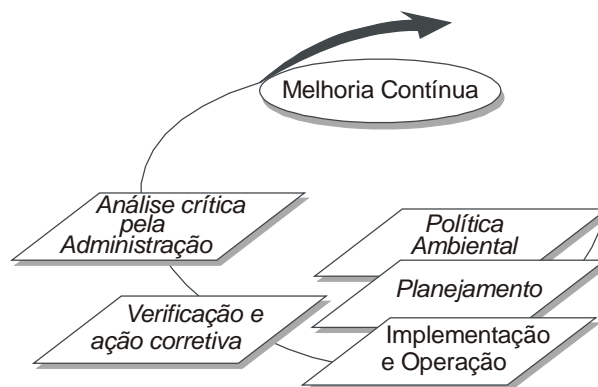 Melhoria Contínua
Análise crítica
pela
Administração
Política
Ambiental
Planejamento
Verificação e
ação corretiva
Implementação
e Operação